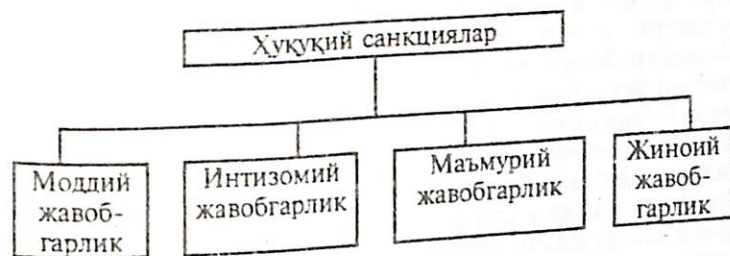 Ҳуқуқий санкциялар
Моддий
жавоб-
гарлик
Интизомий
жавобгарлик
Маъмурий
жавобгарлик
Жиноий
жавоб-
гарлик